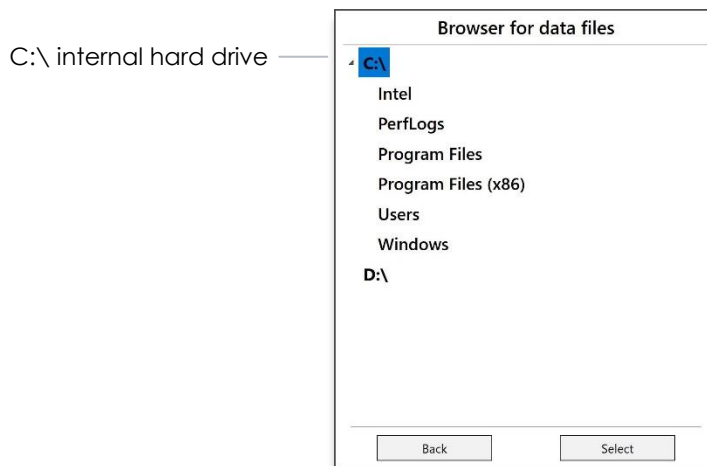 Browser for data files
C:\ internal hard drive
C:\
Intel
PerfLogs
Program Files
Program Files (x86)
Users
Windows
D:\
Back
Select